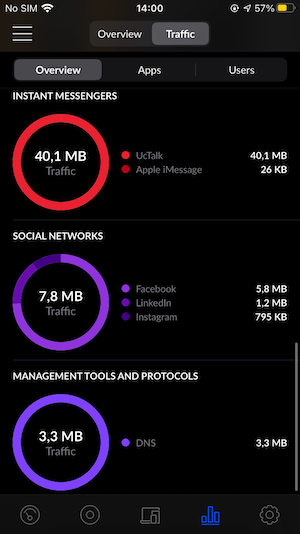 No SIM 14:00 57%
Overview Traffic
Overview Apps Users
INSTANT MESSENGERS
40,1 MB
Traffic
UcTalk 40,1 MB
Apple iMessage 26 KB
SOCIAL NETWORKS
7,8 MB
Traffic
Facebook 5,8 MB
LinkedIn 1,2 MB
Instagram 795 KB
MANAGEMENT TOOLS AND PROTOCOLS
3,3 MB
Traffic
DNS 3,3 MB